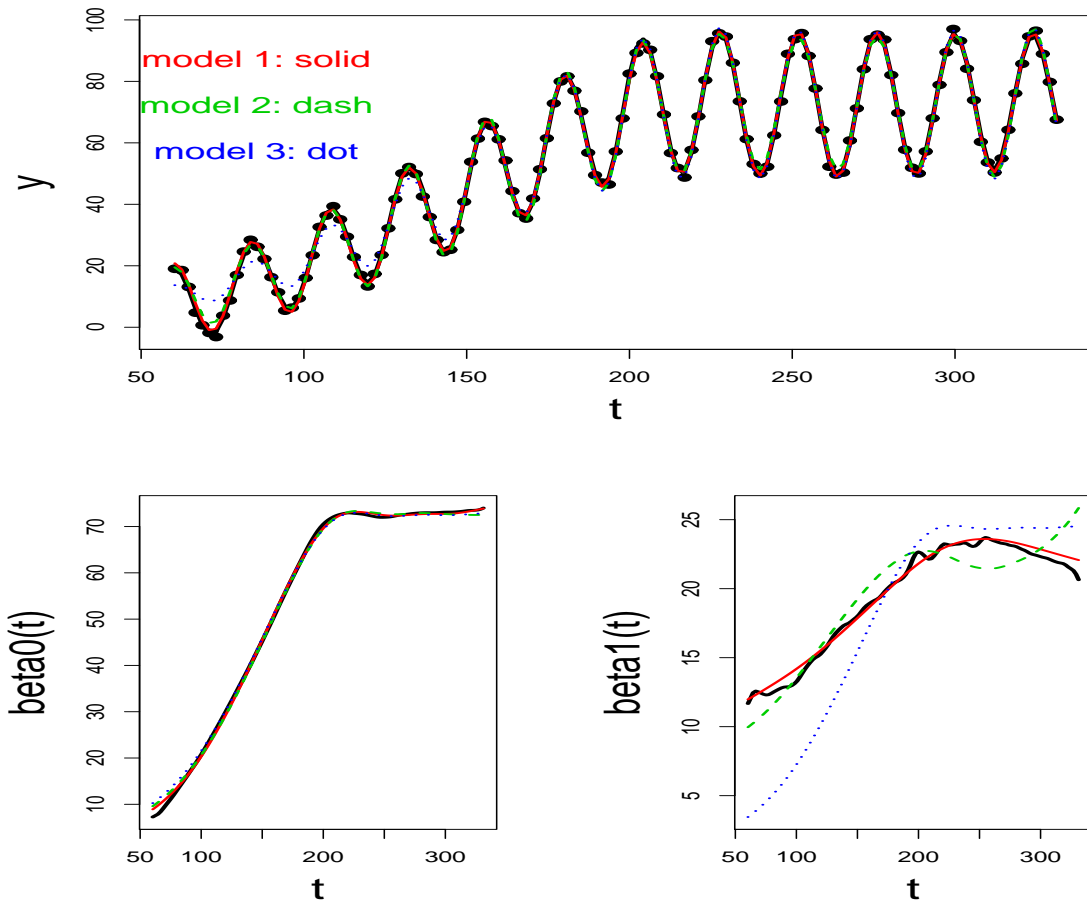 y
0 20 40 60 80 100
model 1: solid
model 2: dash
model 3: dot
50 100 150 200 250 300
t
beta0(t)
10 20 30 40 50 60 70
50 100 200 300
t
beta1(t)
5 10 15 20 25
50 100 200 300
t